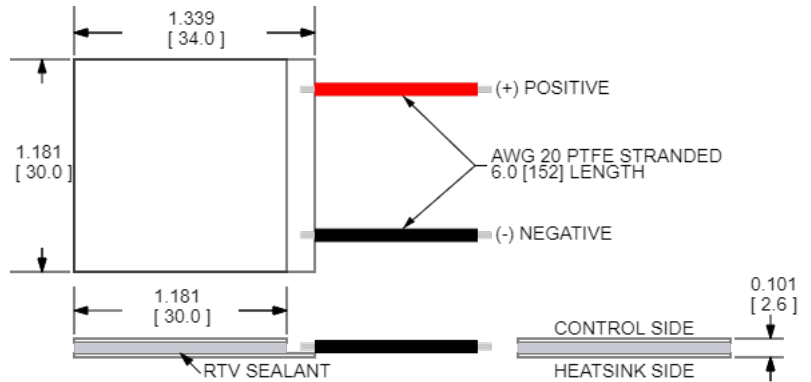 1.339
[ 34.0 ]
(+) POSITIVE
1.181
[ 30.0 ]
AWG 20 PTFE STRANDED
6.0 [152] LENGTH
(-) NEGATIVE
1.181
[ 30.0 ]
0.101
[ 2.6 ]
CONTROL SIDE
RTV SEALANT
HEATSINK SIDE